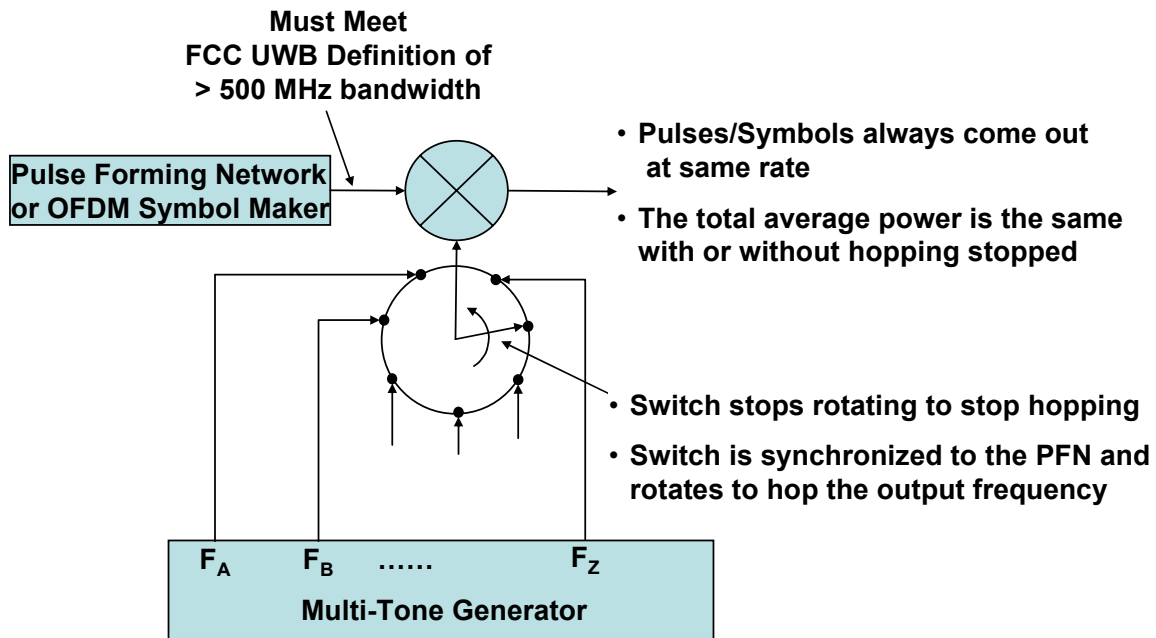 Must Meet
FCC UWB Definition of
> 500 MHz bandwidth
Pulse Forming Network
or OFDM Symbol Maker
• Pulses/Symbols always come out
at same rate
• The total average power is the same
with or without hopping stopped
• Switch stops rotating to stop hopping
• Switch is synchronized to the PFN and
rotates to hop the output frequency
F_A F_B ...... F_Z
Multi-Tone Generator